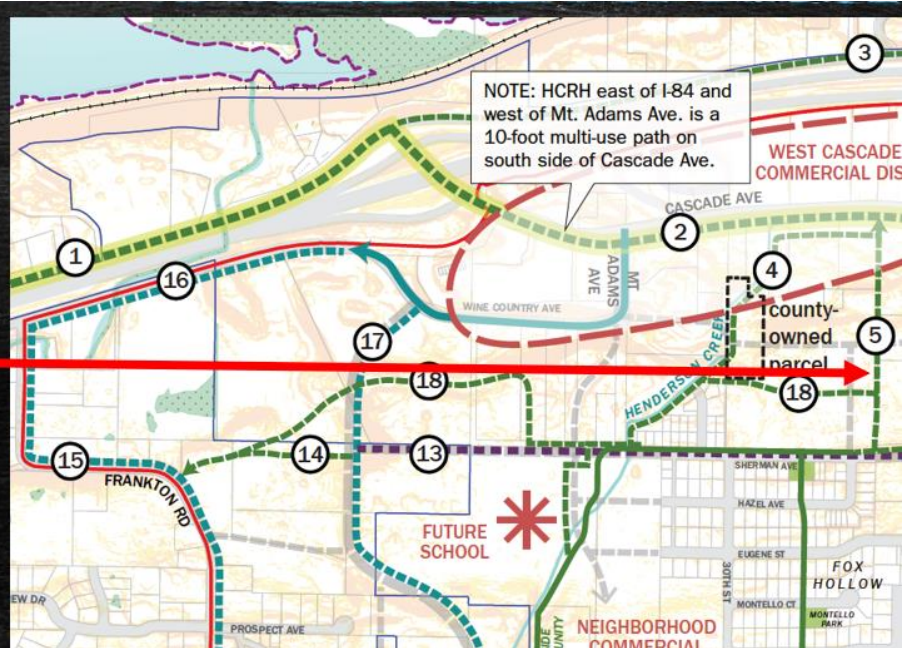 3
NOTE: HCRH east of I-84 and
west of Mt. Adams Ave. is a
10-foot multi-use path on
south side of Cascade Ave.
WEST CASCADE
COMMERCIAL DIS
CASCADE AVE
1
2
16
MT
ADAMS
AVE
4
WINE COUNTRY AVE
county-
owned
parcel
17
5
HENDERSON CREEK
18
18
14
13
15
FRANKTON RD
SHERMAN AVE
HAZEL AVE
FUTURE
SCHOOL
EUGENE ST
FOX
HOLLOW
30TH ST
EW DR
MONTELLO CT
MONTELLO
PARK
PROSPECT AVE
NEIGHBORHOOD
COMMERCIAL